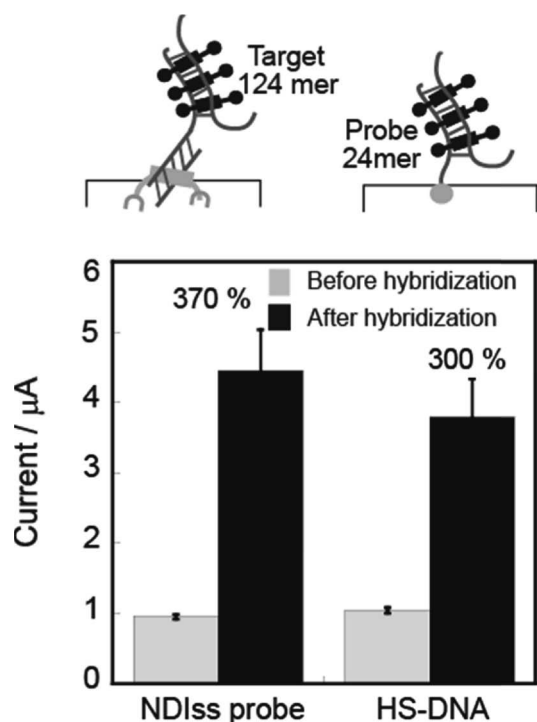 Target
124 mer
Probe
24mer
Before hybridization
After hybridization
370 %
300 %
Current / μA
6
5
4
3
2
1
0
NDIss probe
HS-DNA